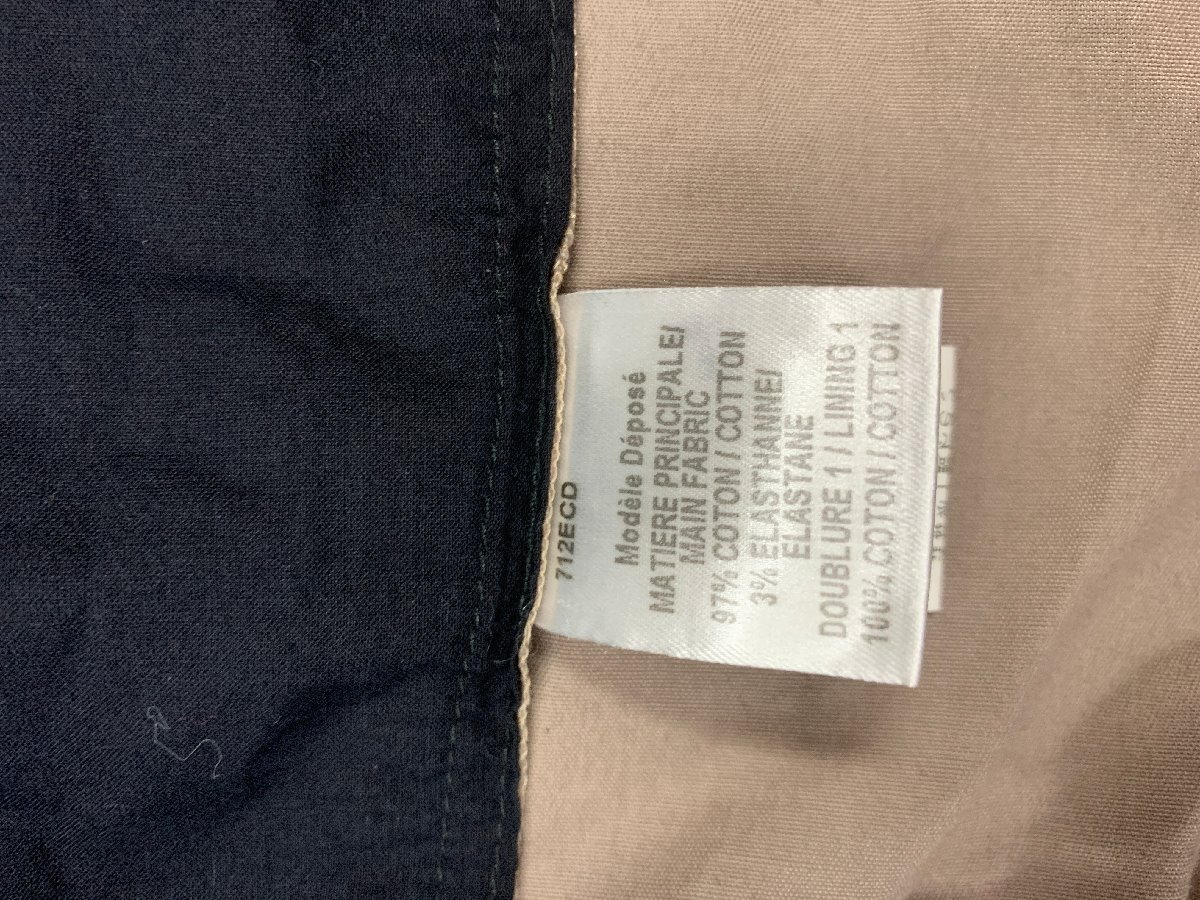 712ECD
Modèle Déposé
MATIERE PRINCIPALE/
MAIN FABRIC
97% COTON / COTTON
3% ELASTHANNE/
ELASTANE
DOUBLURE 1 / LINING 1
100% COTON / COTTON